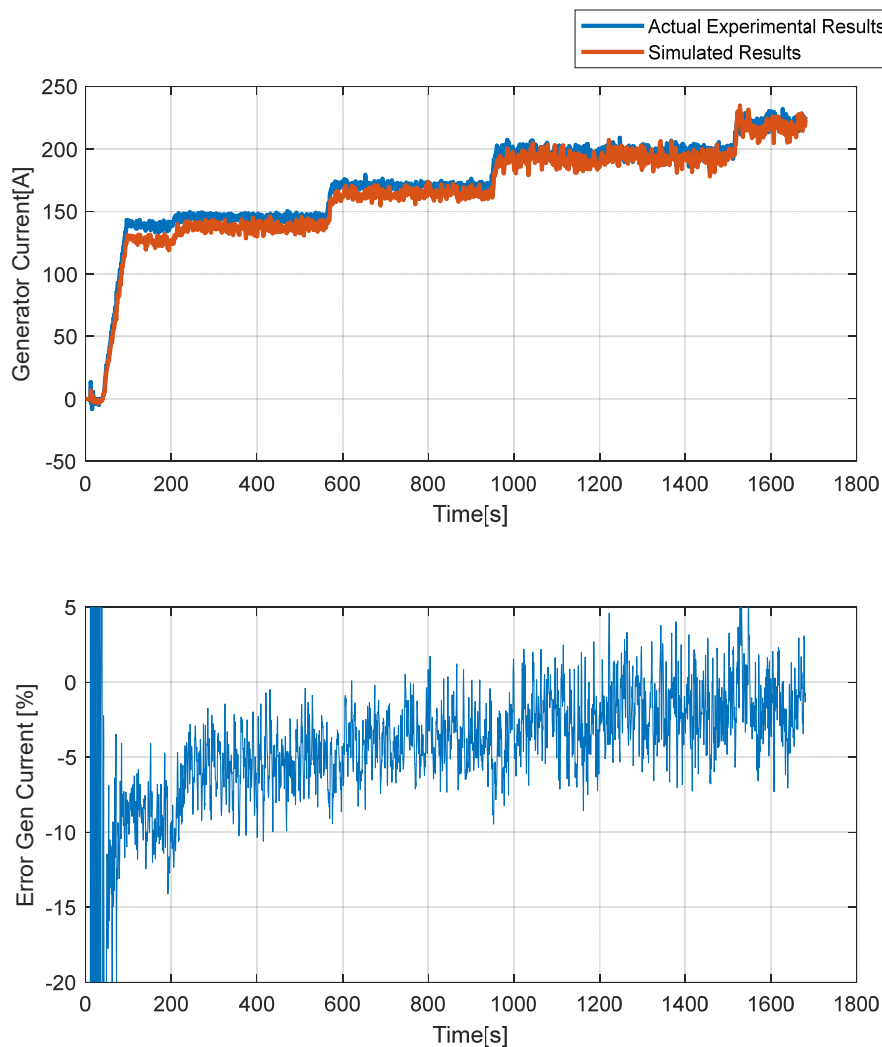 Actual Experimental Results
Simulated Results
Generator Current[A]
250
200
150
100
50
0
-50
0 200 400 600 800 1000 1200 1400 1600 1800
Time[s]
Error Gen Current [%]
5
0
-5
-10
-15
-20
0 200 400 600 800 1000 1200 1400 1600 1800
Time[s]